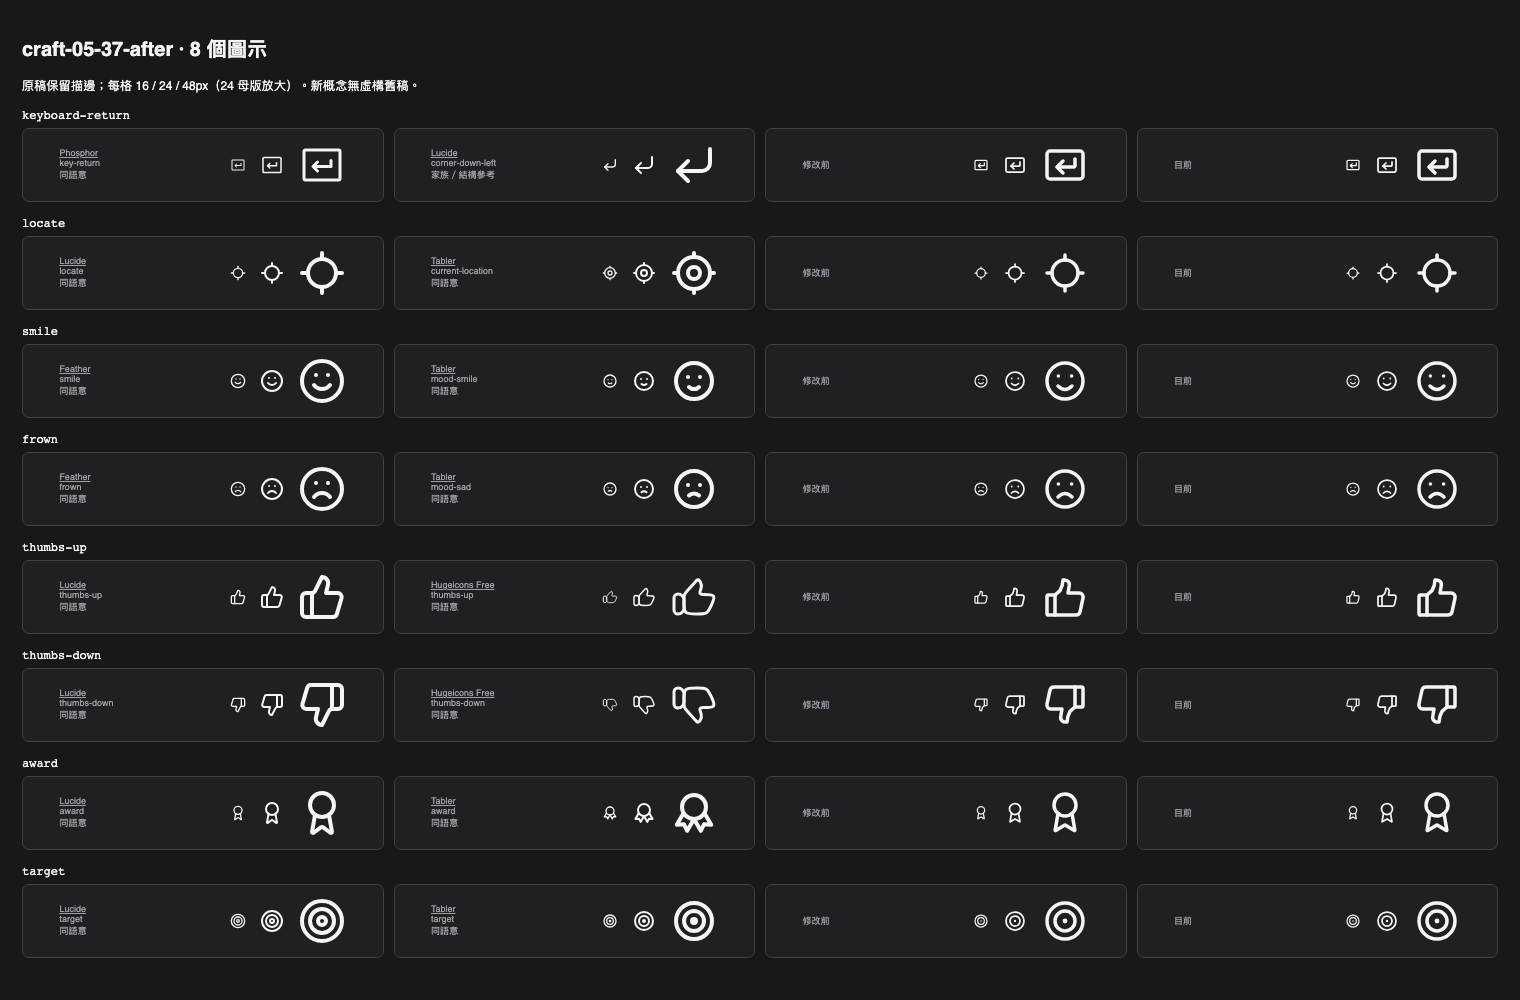 craft-05-37-after · 8 個圖示
原稿保留描邊；每格 16 / 24 / 48px（24 母版放大）。新概念無虛構舊稿。
keyboard-return
Phosphor
key-return
同語意
Lucide
corner-down-left
家族 / 結構參考
修改前
目前
locate
Lucide
locate
同語意
Tabler
current-location
同語意
修改前
目前
smile
Feather
smile
同語意
Tabler
mood-smile
同語意
修改前
目前
frown
Feather
frown
同語意
Tabler
mood-sad
同語意
修改前
目前
thumbs-up
Lucide
thumbs-up
同語意
Hugeicons Free
thumbs-up
同語意
修改前
目前
thumbs-down
Lucide
thumbs-down
同語意
Hugeicons Free
thumbs-down
同語意
修改前
目前
award
Lucide
award
同語意
Tabler
award
同語意
修改前
目前
target
Lucide
target
同語意
Tabler
target
同語意
修改前
目前